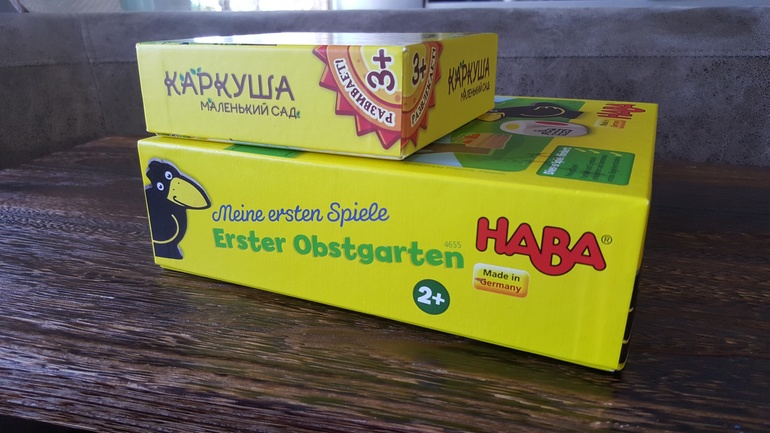 КАРКУША
МАЛЕНЬКИЙ САД
РАЗВИВАЕТ!
3+
3+
КАРКУША
МАЛЕНЬКИЙ САД
HABA
Meine ersten Spiele
Erster Obstgarten
4655
HABA®
Made in
Germany
2+